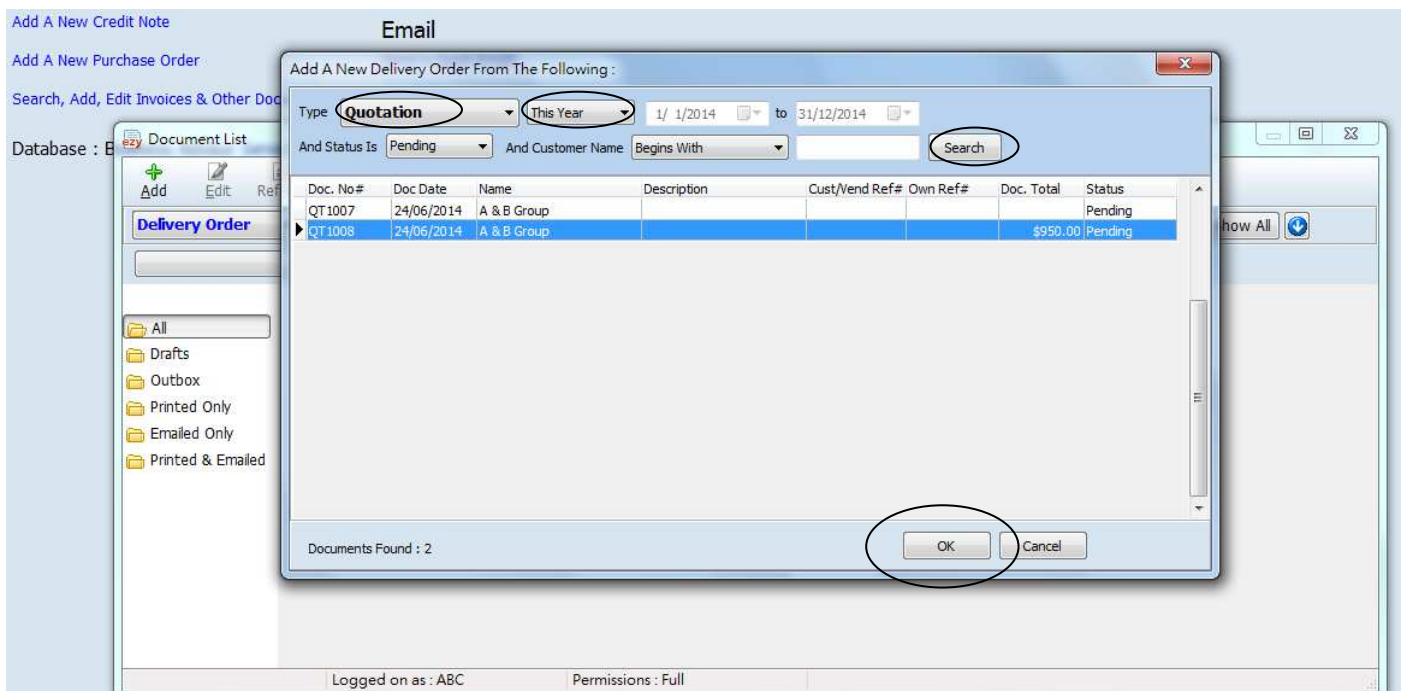 Add A New Credit Note
Email
Add A New Purchase Order
Add A New Delivery Order From The Following :
Search, Add, Edit Invoices & Other Doc
Type Quotation This Year 1/ 1/2014 to 31/12/2014
Database : B
ezy Document List
And Status Is Pending And Customer Name Begins With Search
Add Edit Ref
Doc. No# Doc Date Name Description Cust/Vend Ref# Own Ref# Doc. Total Status
QT1007 24/06/2014 A & B Group Pending
Delivery Order
QT1008 24/06/2014 A & B Group $950.00 Pending
how All
All
Drafts
Outbox
Printed Only
Emailed Only
Printed & Emailed
Documents Found : 2 OK Cancel
Logged on as : ABC Permissions : Full